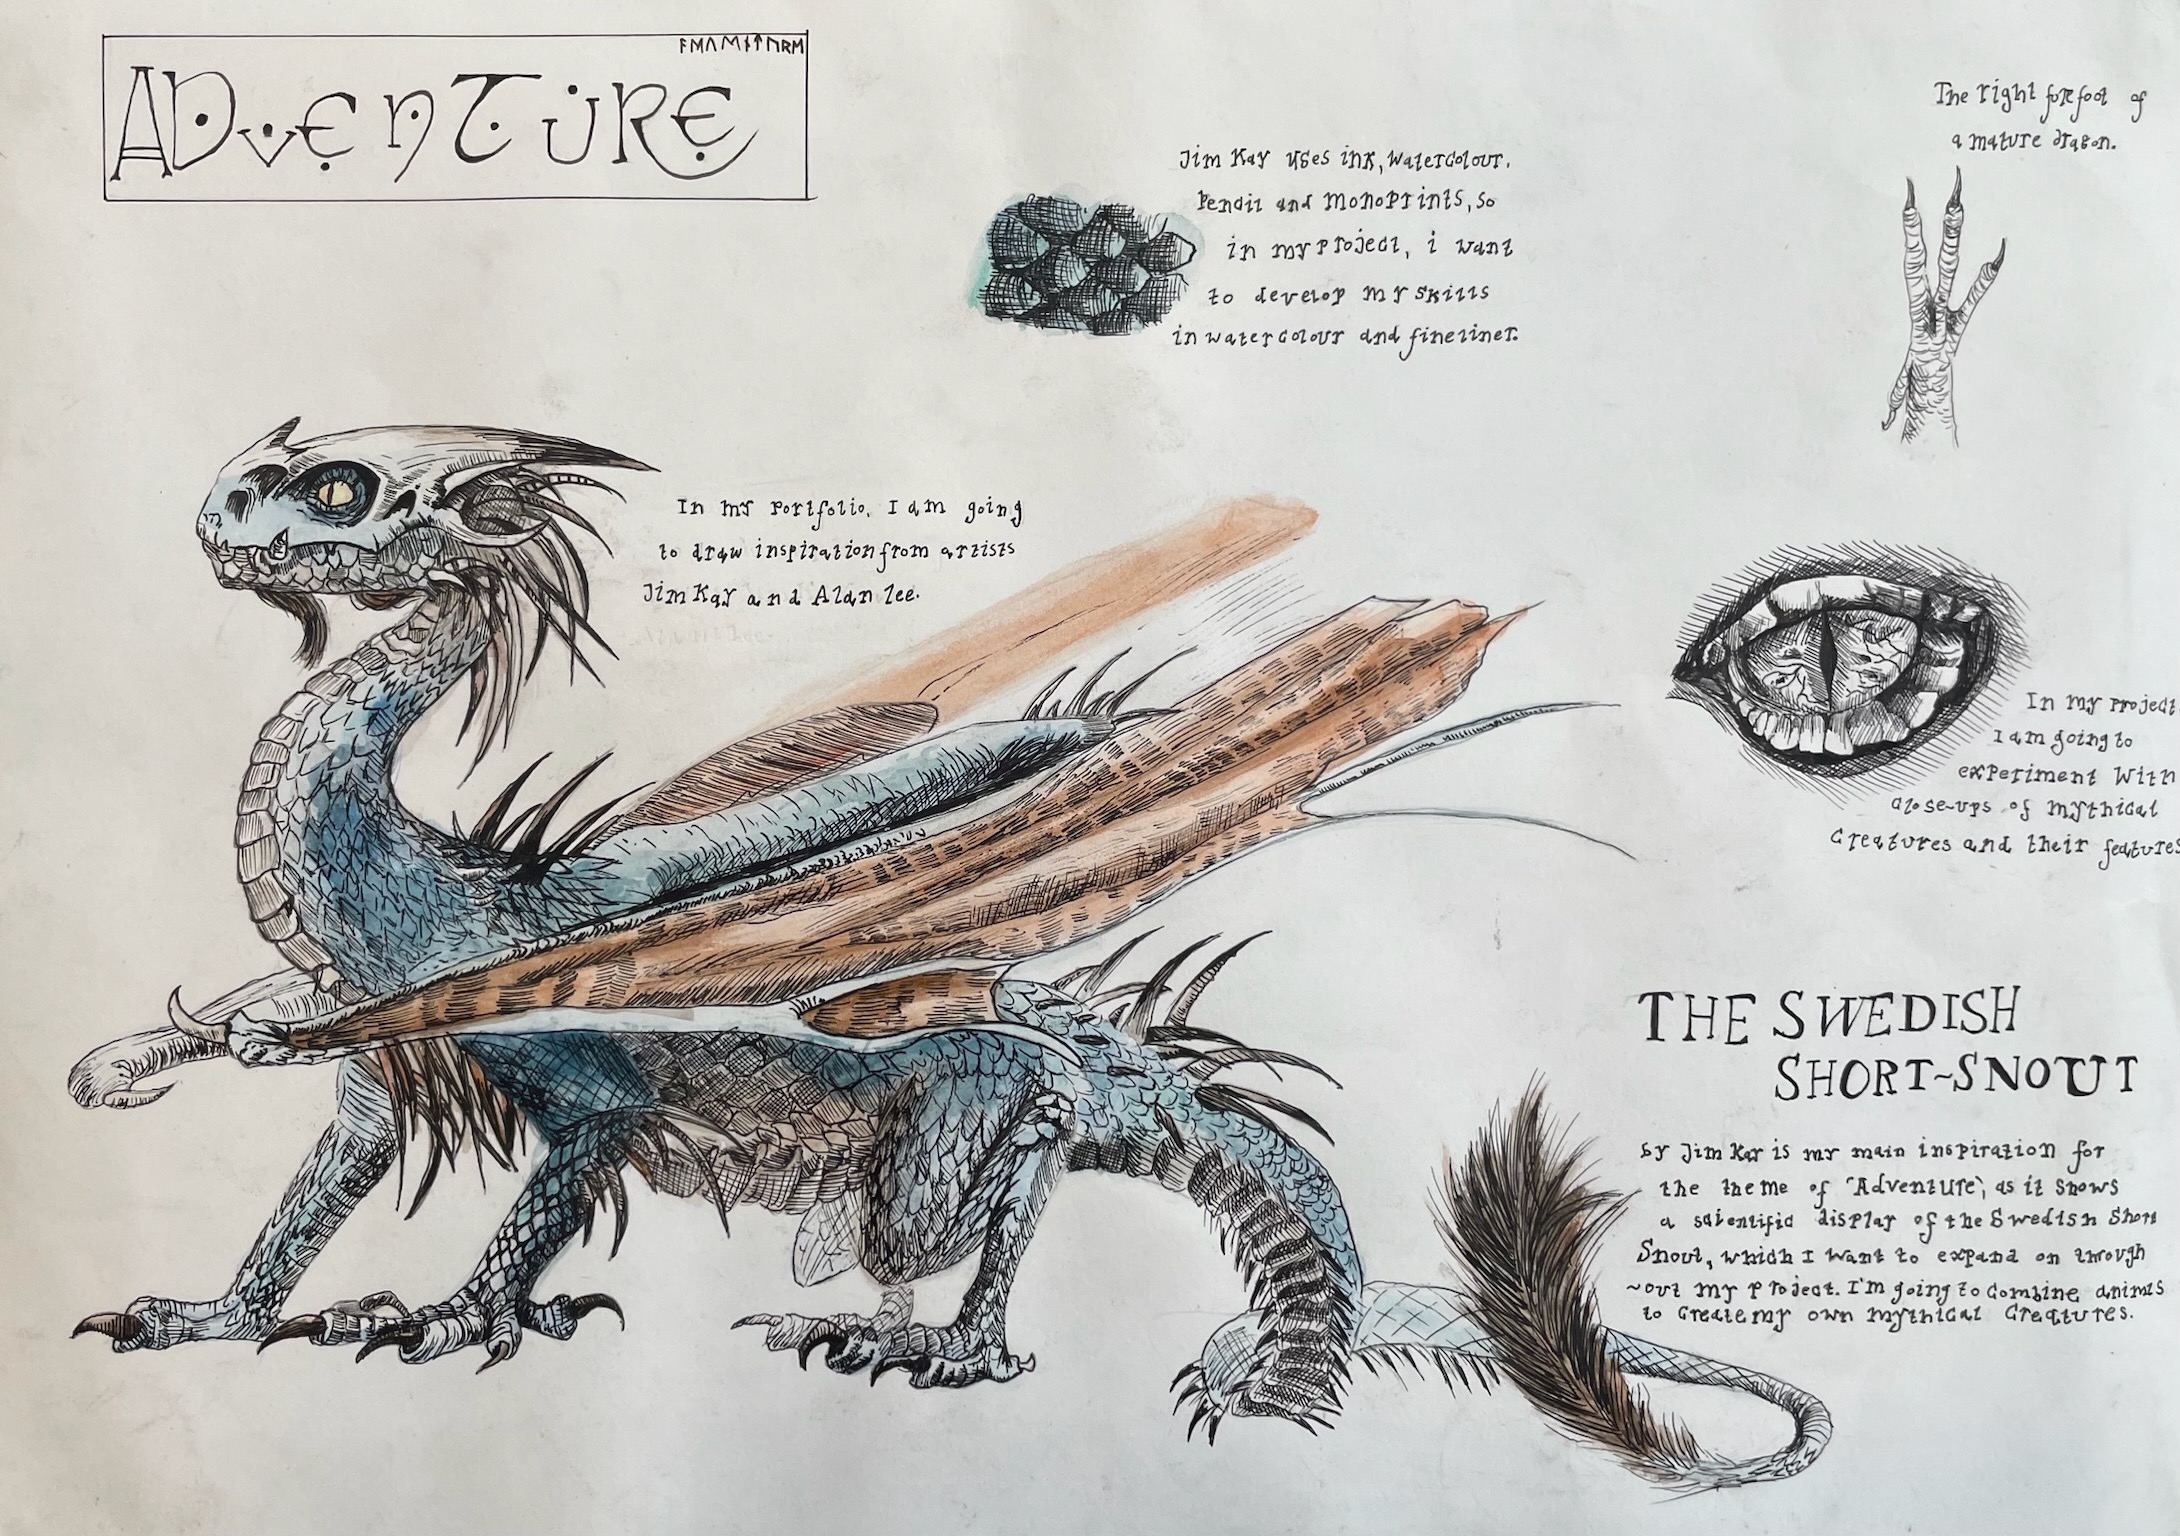 ADVENTURE
In my portfolio, I am going
to draw inspiration from artists
Jim Kay and Alan lee.
Jim Kay uses ink, watercolour,
Pencil and monoprints, so
in my project, i want
to develop my skills
in watercolour and fineliner.
The right forefoot of
a mature dragon.
In my project
I am going to
experiment with
close-ups of mythical
Creatures and their features
THE SWEDISH
SHORT-SNOUT
by Jim Kay is my main inspiration for
the theme of 'Adventure', as it shows
a scientific display of the Swedish Short
Snout, which I want to expand on through
~out my project. I'm going to combine animls
to create my own mythical Creatures.